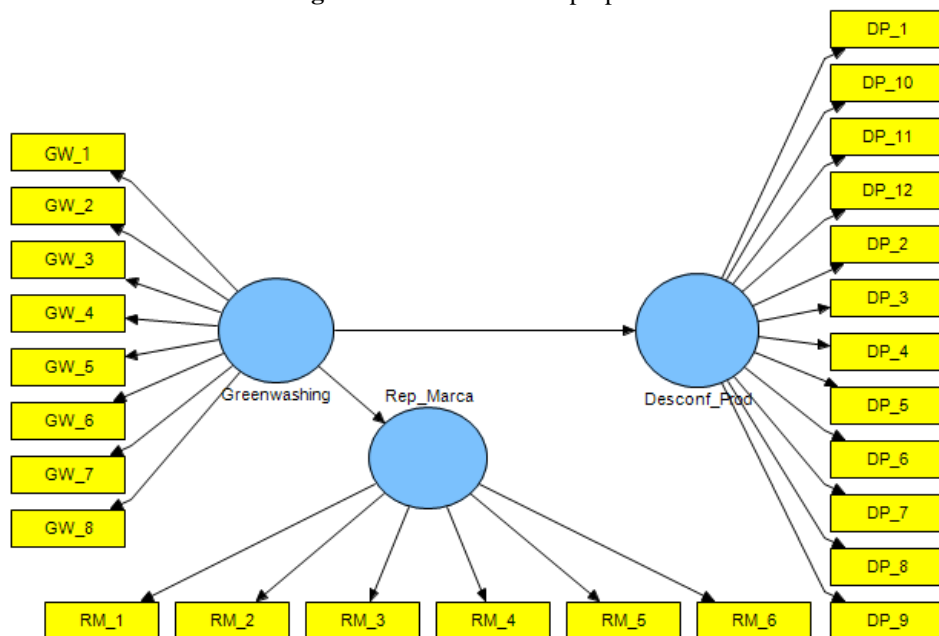 GW_1
GW_2
GW_3
GW_4
GW_5
GW_6
GW_7
GW_8
Greenwashing
Rep_Marca
Desconf_Prod
DP_1
DP_10
DP_11
DP_12
DP_2
DP_3
DP_4
DP_5
DP_6
DP_7
DP_8
DP_9
RM_1
RM_2
RM_3
RM_4
RM_5
RM_6